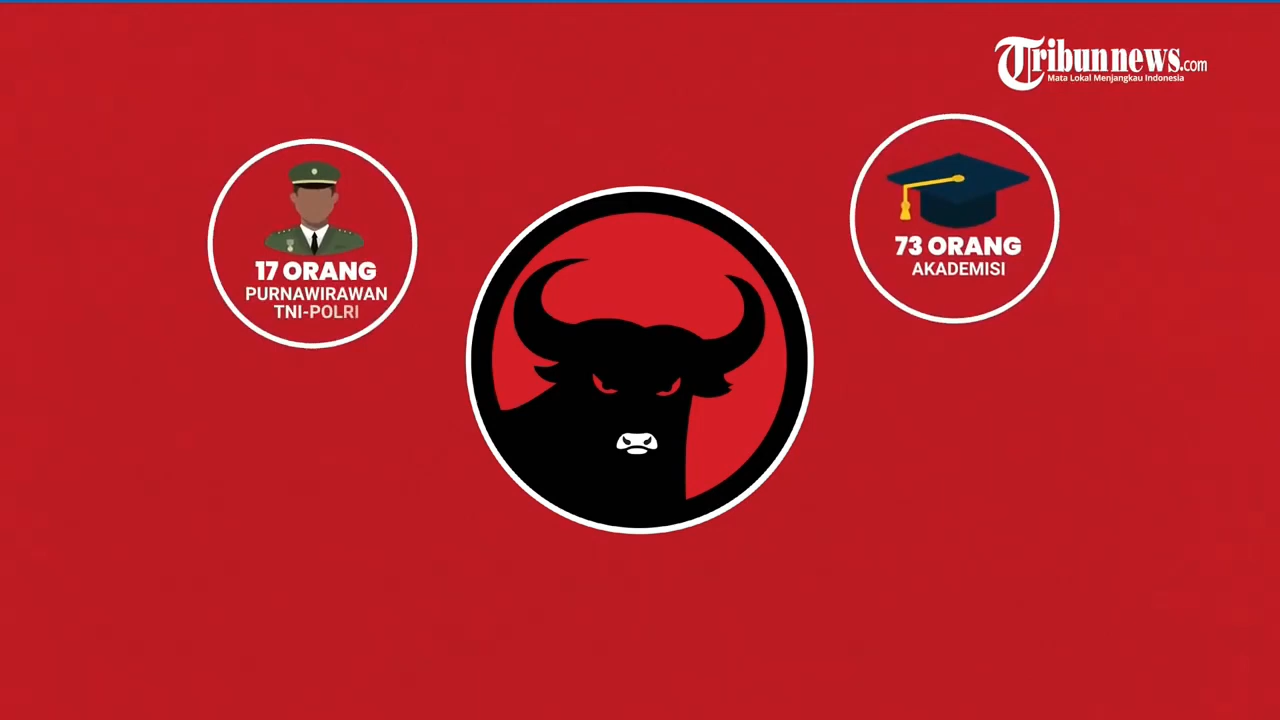 Tribunnews.com
Mata Lokal Menjangkau Indonesia
17 ORANG
PURNAWIRAWAN
TNI-POLRI
73 ORANG
AKADEMISI